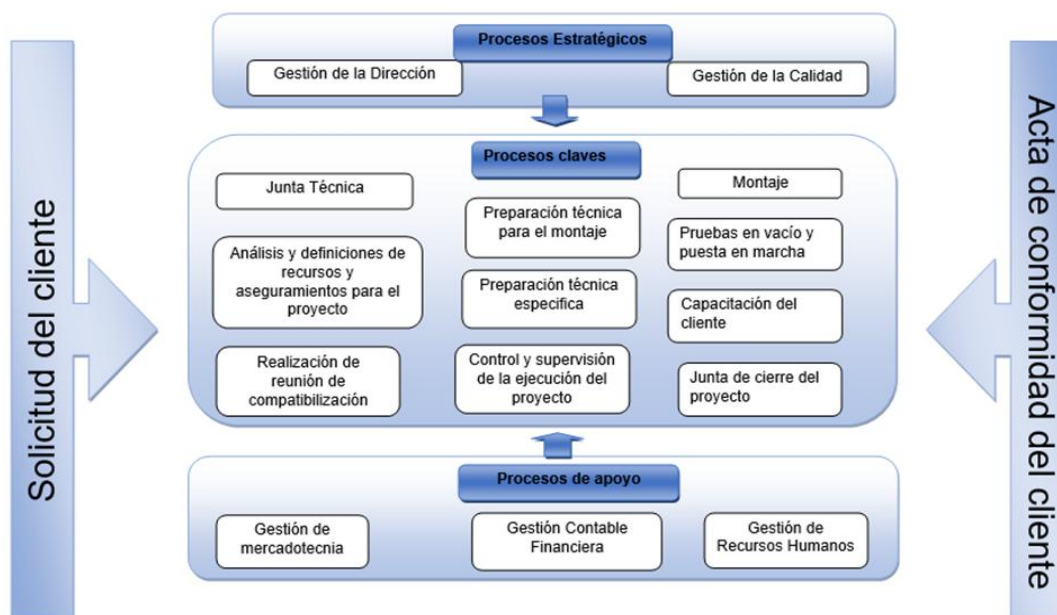 Solicitud del cliente
Procesos Estratégicos
Gestión de la Dirección
Gestión de la Calidad
Procesos claves
Junta Técnica
Análisis y definiciones de
recursos y
aseguramientos para el
proyecto
Realización de
reunión de
compatibilización
Preparación técnica
para el montaje
Preparación técnica
especifica
Control y supervisión
de la ejecución del
proyecto
Montaje
Pruebas en vacío y
puesta en marcha
Capacitación del
cliente
Junta de cierre del
proyecto
Procesos de apoyo
Gestión de
mercadotecnia
Gestión Contable
Financiera
Gestión de
Recursos Humanos
Acta de conformidad del cliente